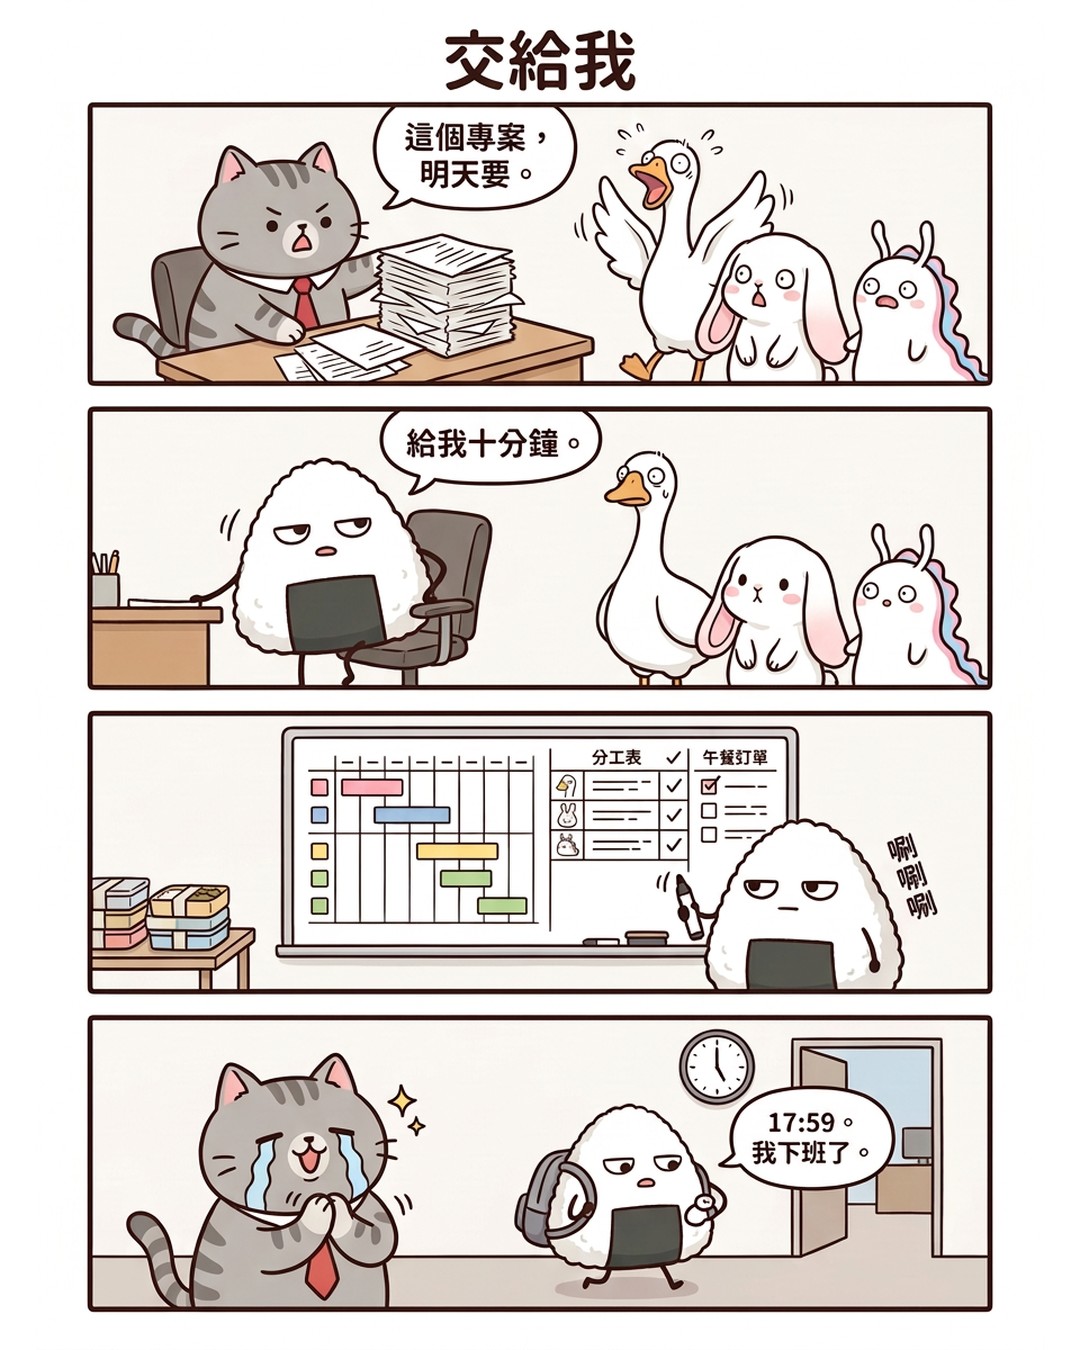 交給我
這個專案，
明天要。
給我十分鐘。
分工表
午餐訂單
唰唰唰
17:59。
我下班了。